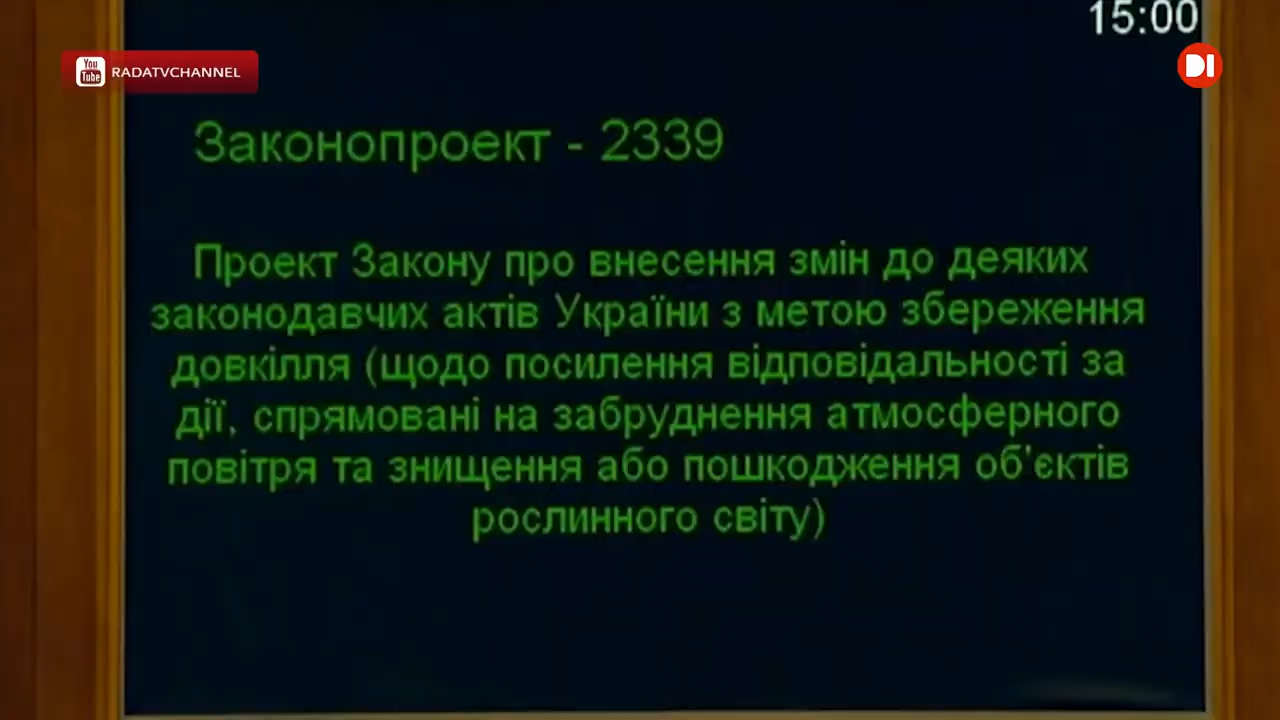 15:00
You
Tube
RADATVCHANNEL
DI
Законопроект - 2339
Проект Закону про внесення змін до деяких
законодавчих актів України з метою збереження
довкілля (щодо посилення відповідальності за
дії, спрямовані на забруднення атмосферного
повітря та знищення або пошкодження об'єктів
рослинного світу)